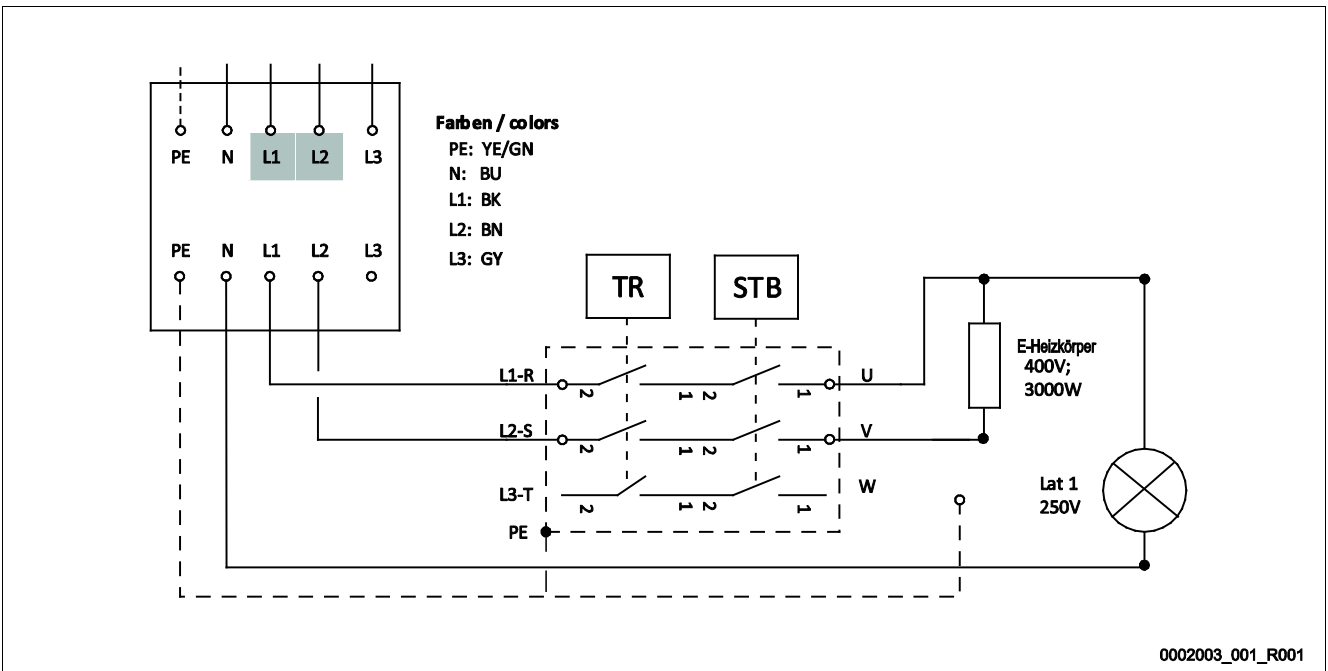 PE N L1 L2 L3
Farben / colors
PE: YE/GN
N: BU
L1: BK
L2: BN
L3: GY
PE N L1 L2 L3
TR
STB
E-Heizkörper
400V;
3000W
L1-R
2
1 2
1
U
L2-S
2
1 2
1
V
L3-T
2
1 2
1
W
Lat 1
250V
PE
0002003_001_R001